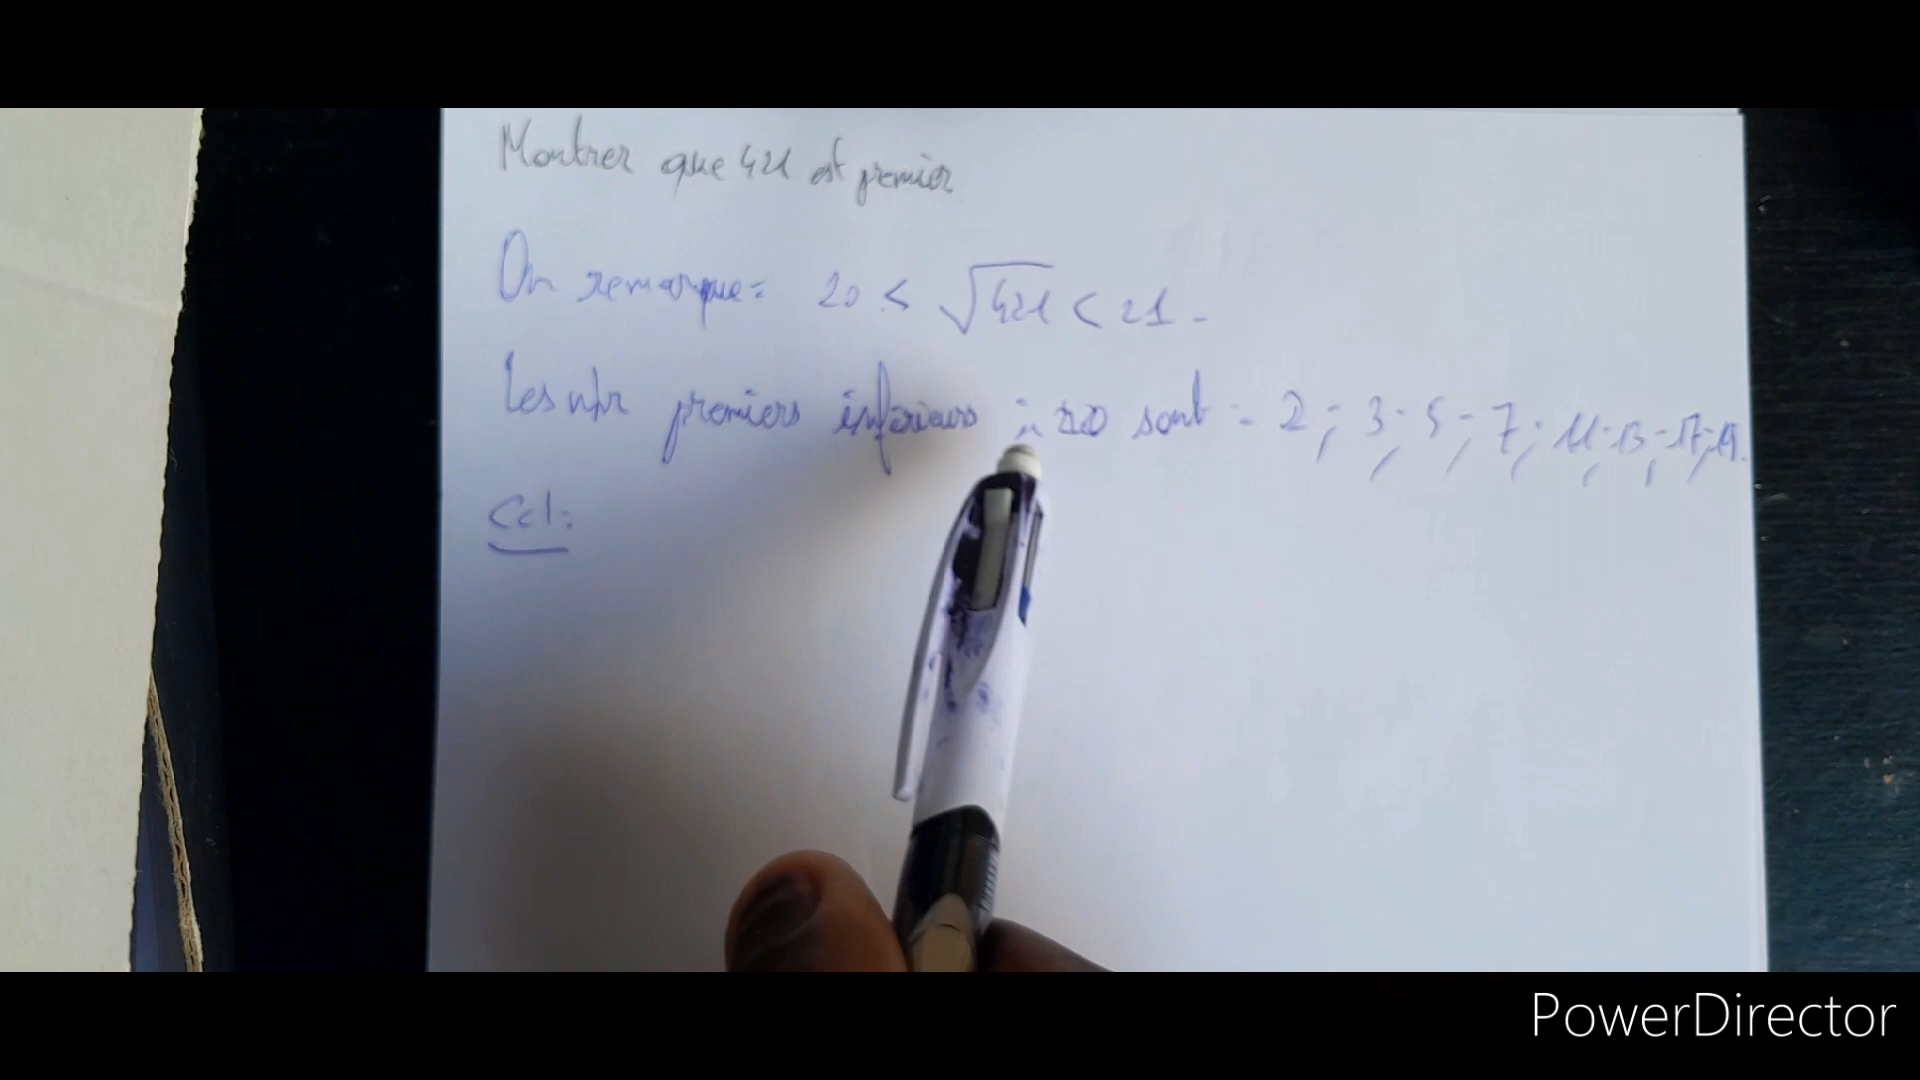 Montrer que 421 est premier
On remarque: 20 < √421 < 21 -
Les nbr premiers inférieurs à 20 sont : 2 ; 3 ; 5 ; 7 ; 11 ; 13 ; 17 ; 19.
Ccl:
PowerDirector